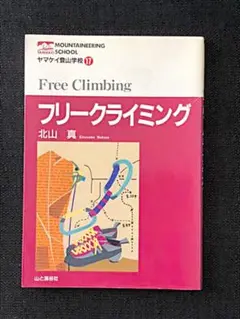 MOUNTAINEERING
SCHOOL
ヤマケイ登山学校 17
Free Climbing
フリークライミング
北山 真
山と溪谷社